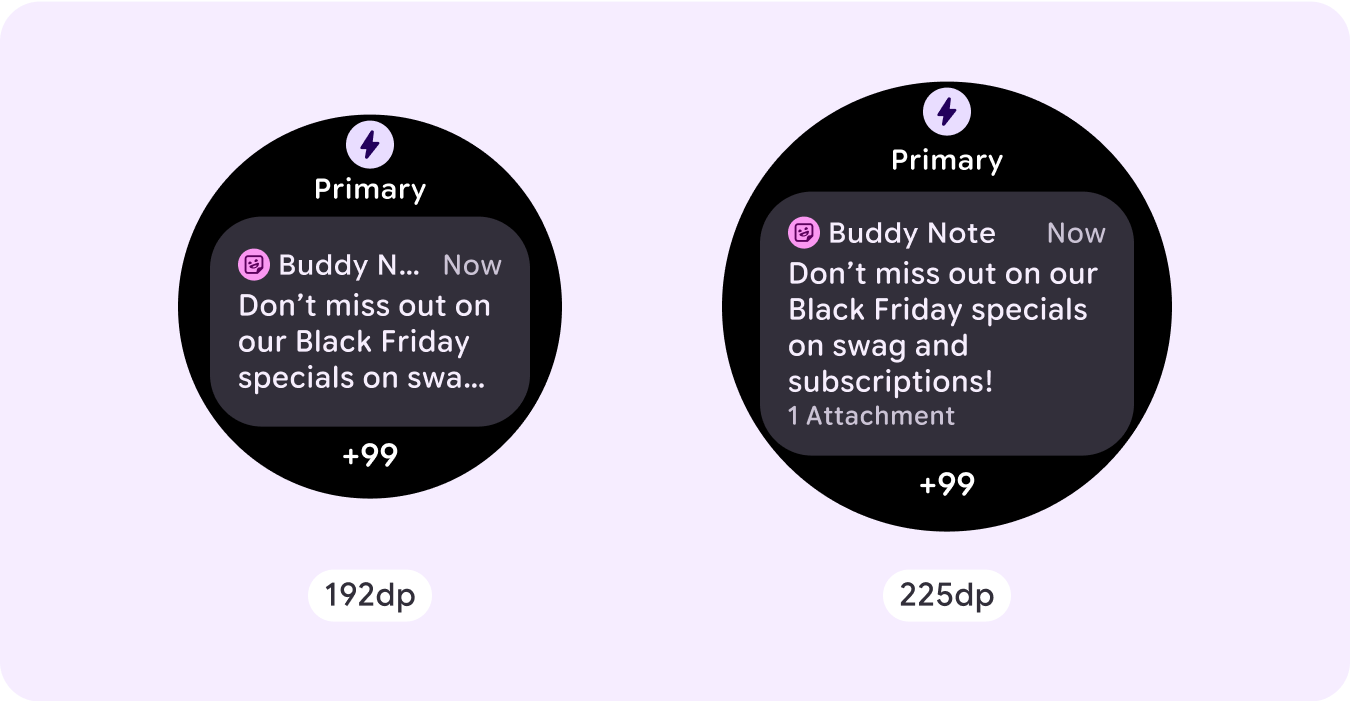 Primary
Buddy N... Now
Don’t miss out on
our Black Friday
specials on swa...
+99
192dp
Primary
Buddy Note Now
Don’t miss out on our
Black Friday specials
on swag and
subscriptions!
1 Attachment
+99
225dp